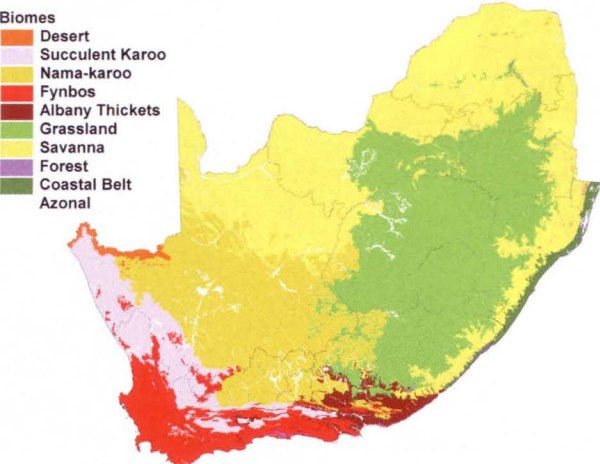 Biomes
Desert
Succulent Karoo
Nama-karoo
Fynbos
Albany Thickets
Grassland
Savanna
Forest
Coastal Belt
Azonal